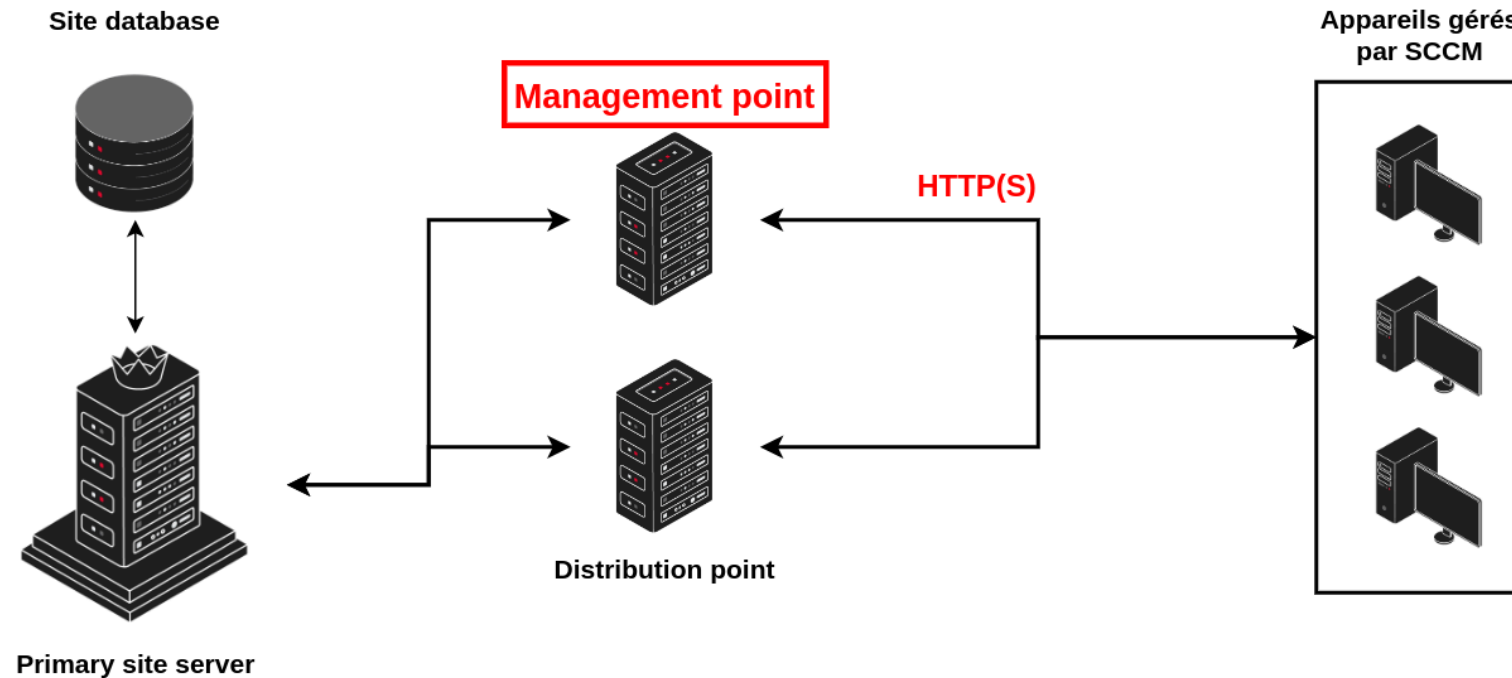 Site database
Management point
Appareils gérés
par SCCM
HTTP(S)
Distribution point
Primary site server